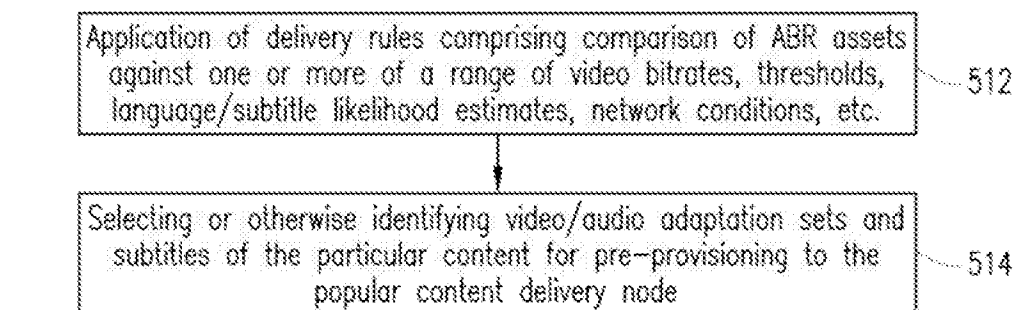 Application of delivery rules comprising comparison of ABR assets
against one or more of a range of video bitrates, thresholds,
language/subtitle likelihood estimates, network conditions, etc.
512
Selecting or otherwise identifying video/audio adaptation sets and
subtities of the particular content for pre-provisioning to the
popular content delivery node
514